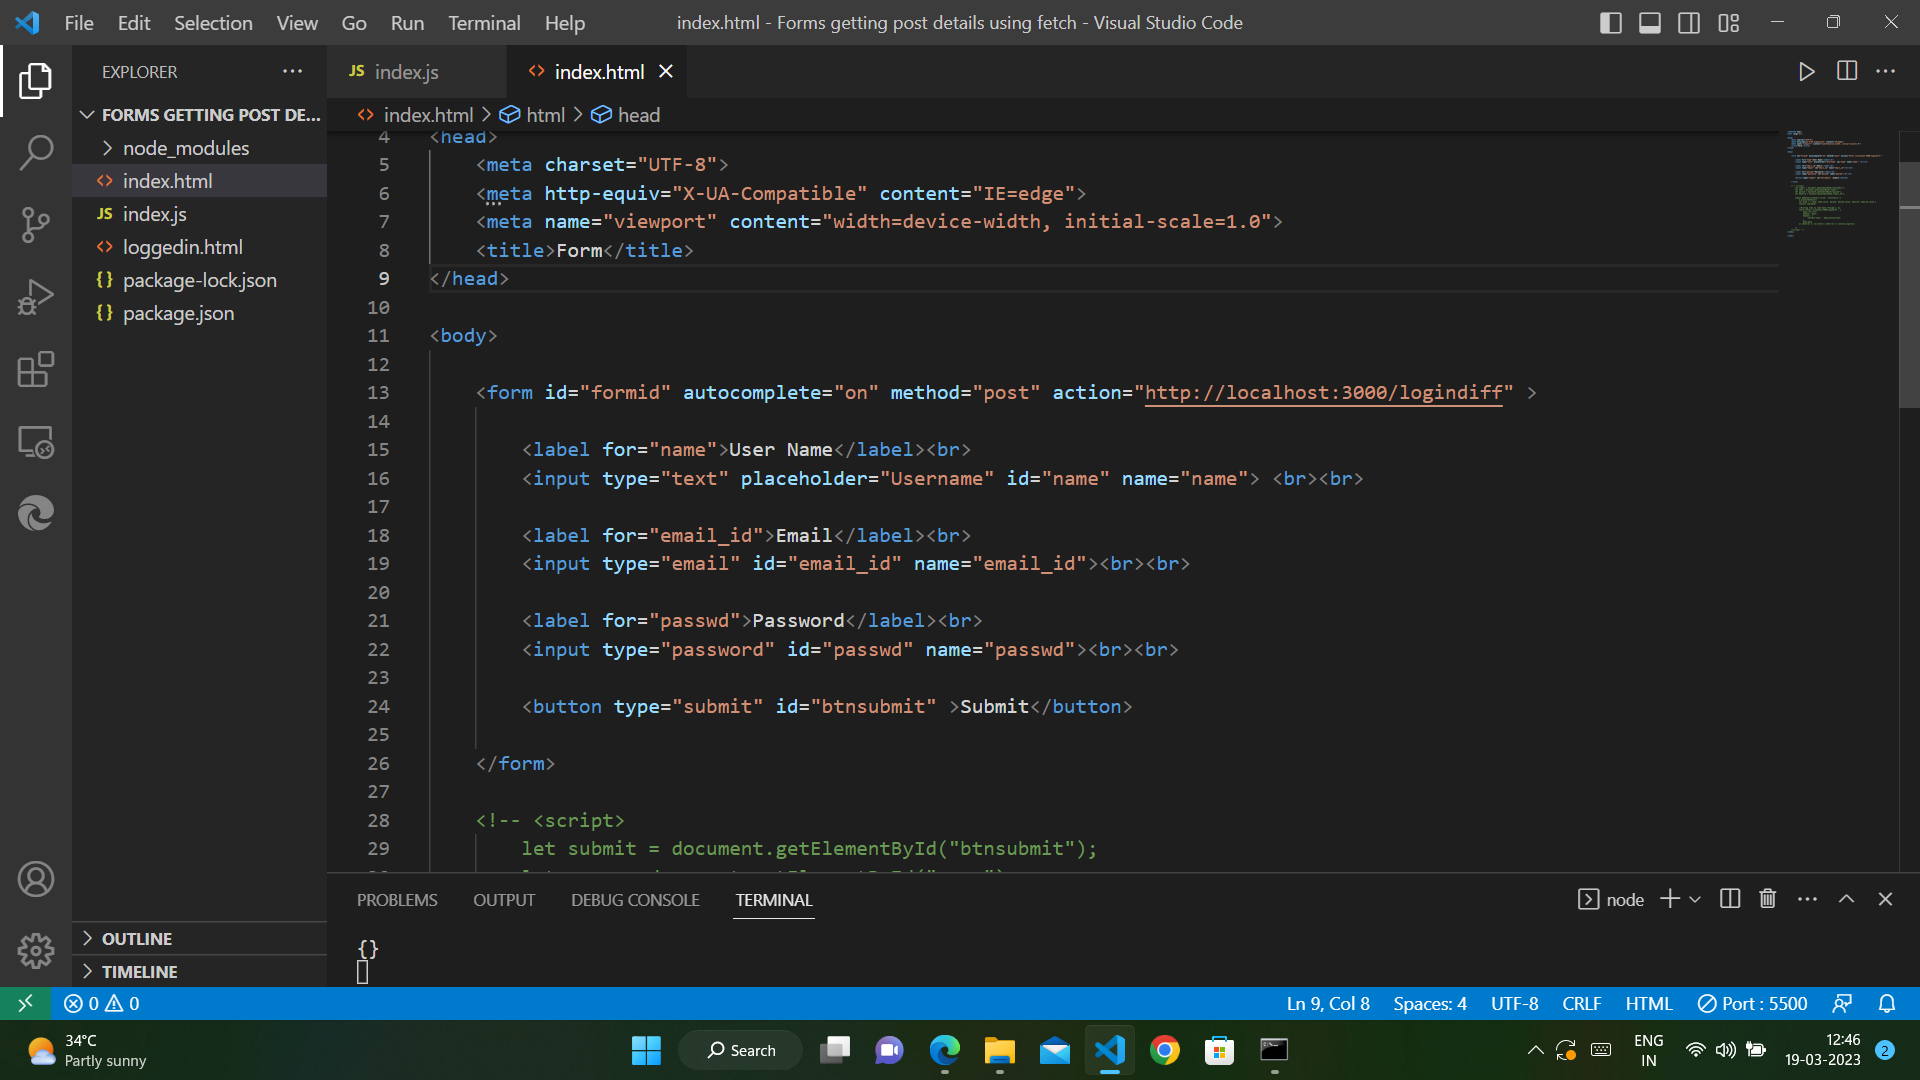 File Edit Selection View Go Run Terminal Help
index.html - Forms getting post details using fetch - Visual Studio Code
EXPLORER
FORMS GETTING POST DE...
node_modules
index.html
JS index.js
loggedin.html
{} package-lock.json
{} package.json
OUTLINE
TIMELINE
JS index.js
index.html
index.html > html > head
4 <head>
5 <meta charset="UTF-8">
6 <meta http-equiv="X-UA-Compatible" content="IE=edge">
7 <meta name="viewport" content="width=device-width, initial-scale=1.0">
8 <title>Form</title>
9 </head>
10
11 <body>
12
13 <form id="formid" autocomplete="on" method="post" action="http://localhost:3000/logindiff" >
14
15 <label for="name">User Name</label><br>
16 <input type="text" placeholder="Username" id="name" name="name"> <br><br>
17
18 <label for="email_id">Email</label><br>
19 <input type="email" id="email_id" name="email_id"><br><br>
20
21 <label for="passwd">Password</label><br>
22 <input type="password" id="passwd" name="passwd"><br><br>
23
24 <button type="submit" id="btnsubmit" >Submit</button>
25
26 </form>
27
28 <!-- <script>
29 let submit = document.getElementById("btnsubmit");
PROBLEMS OUTPUT DEBUG CONSOLE TERMINAL
node
{}
0 0
Ln 9, Col 8 Spaces: 4 UTF-8 CRLF HTML Port : 5500
34°C
Partly sunny
Search
ENG
IN
12:46
19-03-2023
2